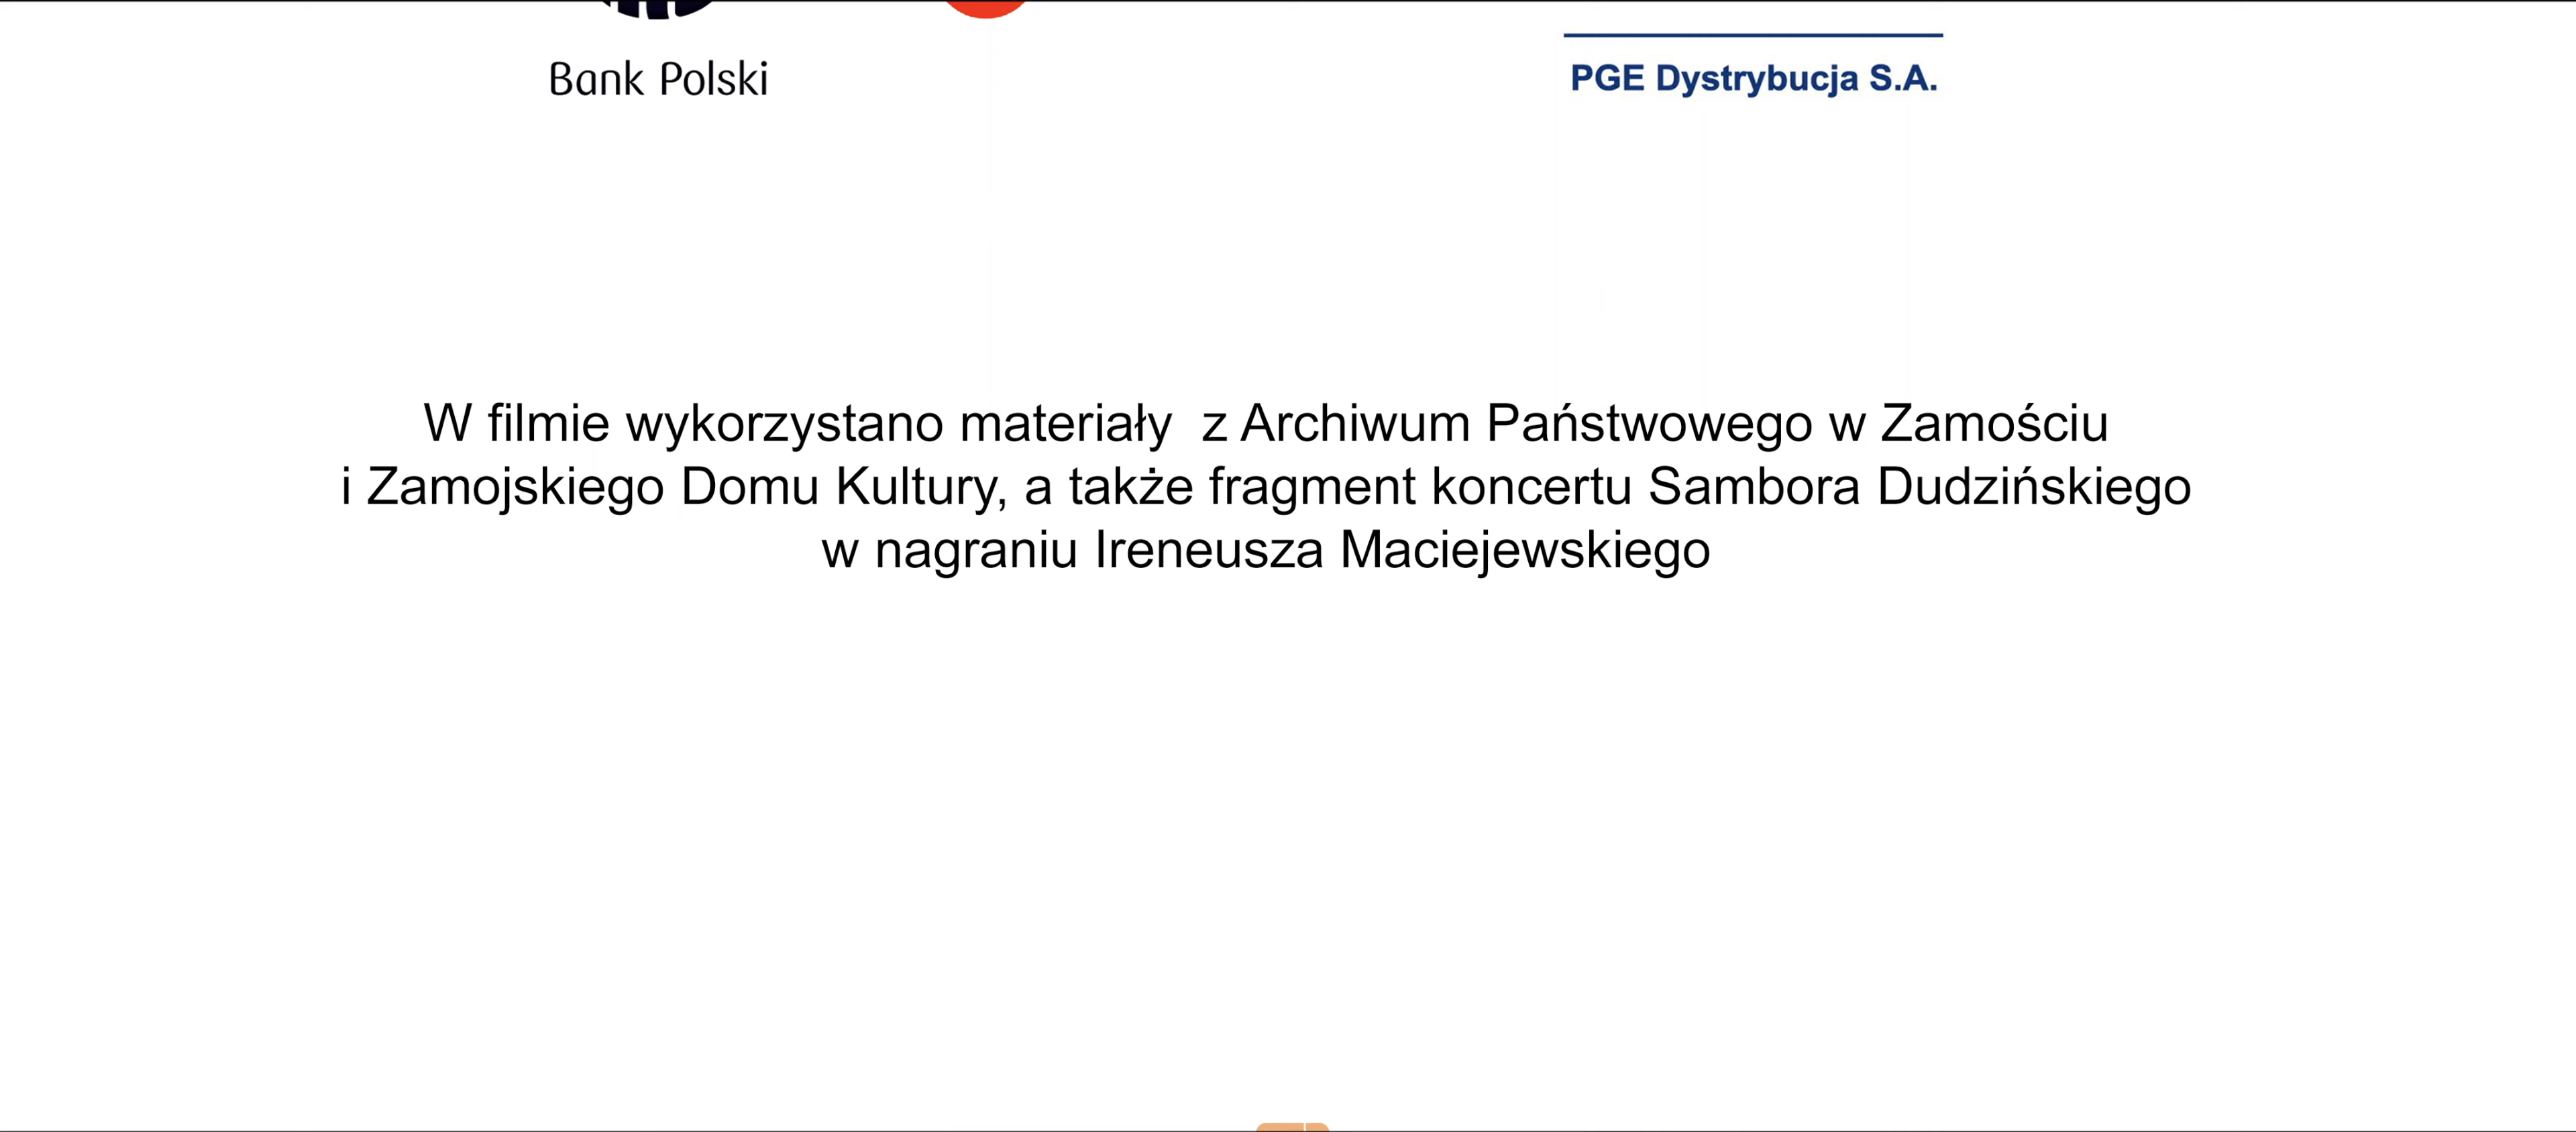 Bank Polski
PGE Dystrybucja S.A.
W filmie wykorzystano materiały  z Archiwum Państwowego w Zamościu
i Zamojskiego Domu Kultury, a także fragment koncertu Sambora Dudzińskiego
w nagraniu Ireneusza Maciejewskiego